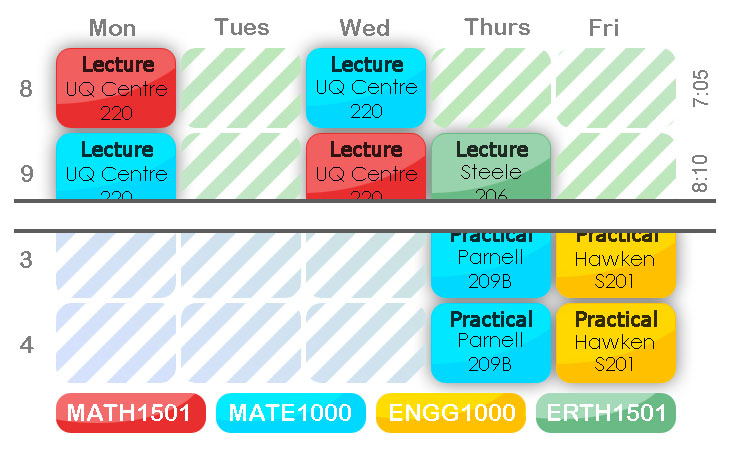 Mon Tues Wed Thurs Fri
8
Lecture
UQ Centre
220
Lecture
UQ Centre
220
7:05
9
Lecture
UQ Centre
220
Lecture
UQ Centre
220
Lecture
Steele
206
8:10
3
Practical
Parnell
209B
Practical
Hawken
S201
4
Practical
Parnell
209B
Practical
Hawken
S201
MATH1501 MATE1000 ENGG1000 ERTH1501